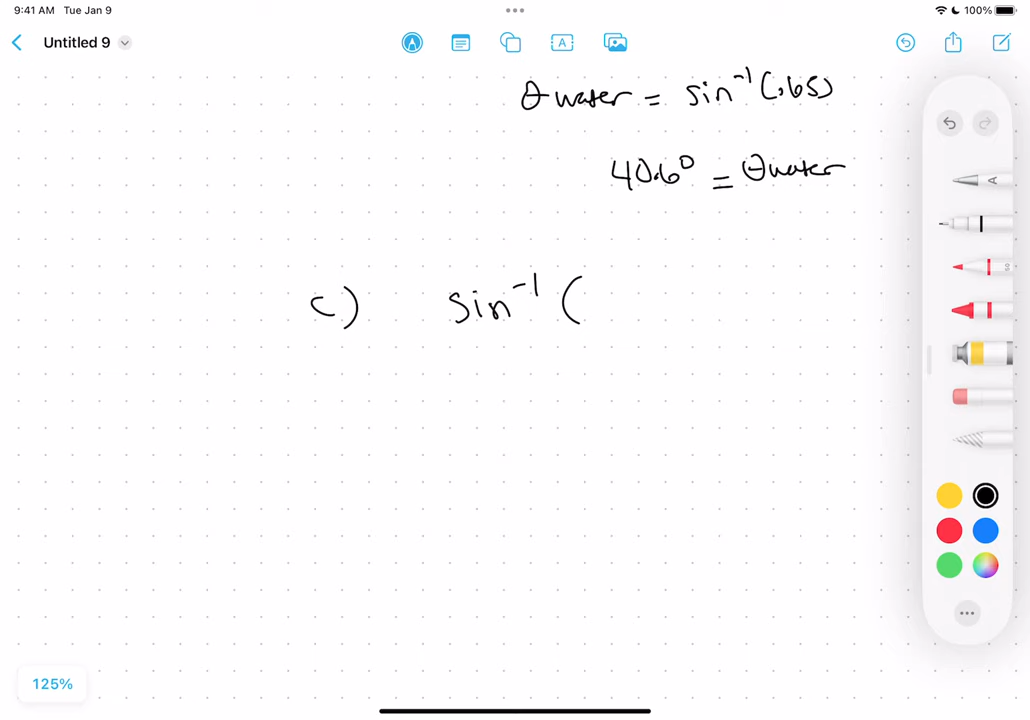 9:41 AM Tue Jan 9
100%
Untitled 9
A
θwater = sin⁻¹(.65)
40.6° = θwater
c) sin⁻¹(
A
50
125%